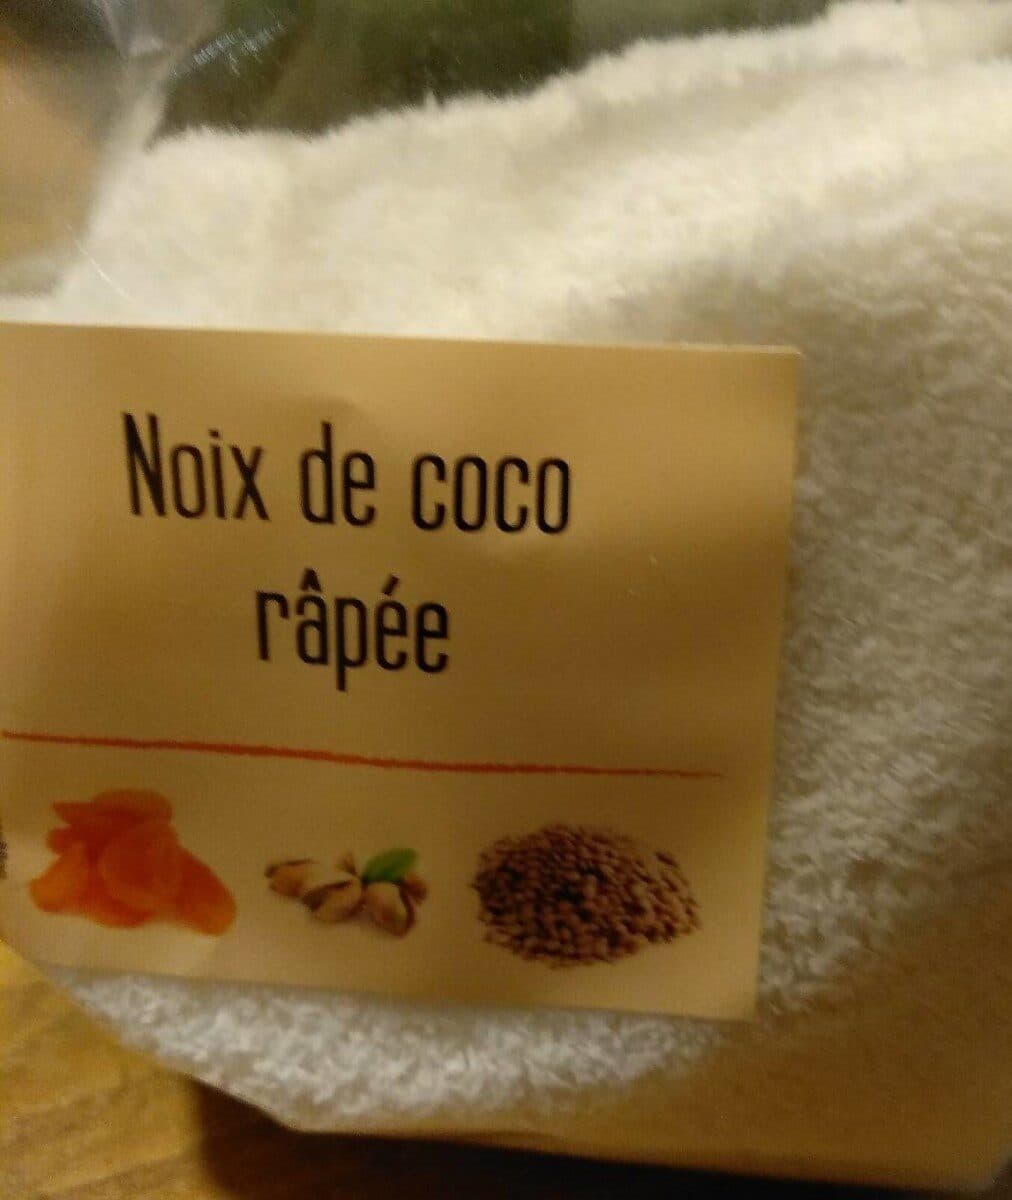 Noix de coco
râpée